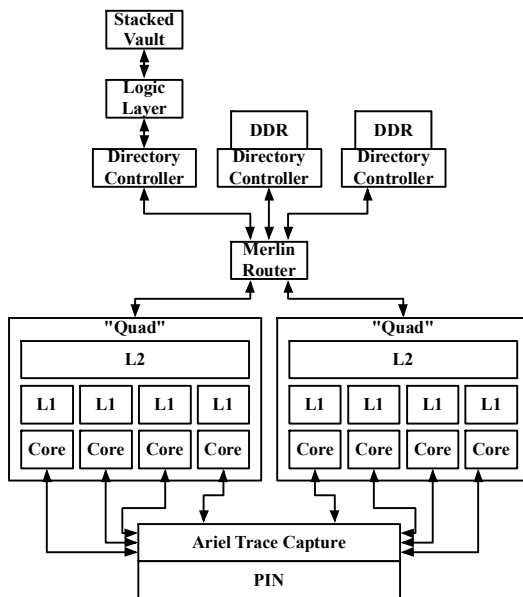 Stacked
Vault
Logic
Layer
DDR
DDR
Directory
Controller
Directory
Controller
Directory
Controller
Merlin
Router
"Quad"
"Quad"
L2
L2
L1
L1
L1
L1
L1
L1
L1
L1
Core
Core
Core
Core
Core
Core
Core
Core
Ariel Trace Capture
PIN